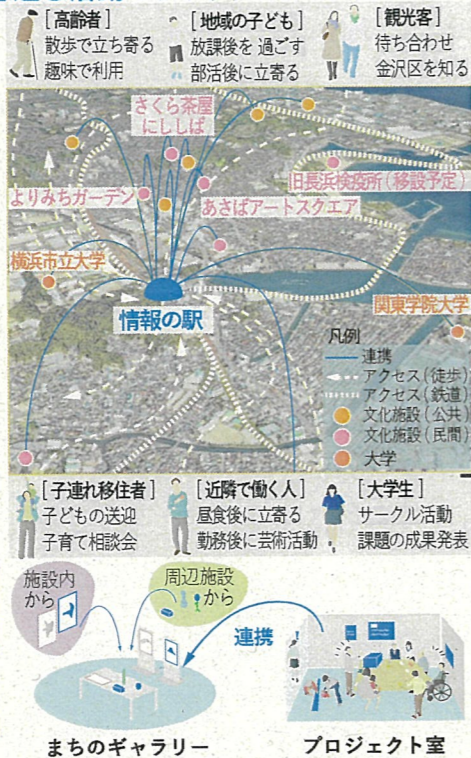 [高齢者]
散歩で立ち寄る
趣味で利用
[地域の子ども]
放課後を過ごす
部活後に立寄る
[観光客]
待ち合わせ
金沢区を知る
さくら茶屋
にししば
よりみちガーデン
旧長浜検疫所(移設予定)
あさばアートスクエア
横浜市立大学
情報の駅
関東学院大学
凡例
連携
アクセス(徒歩)
アクセス(鉄道)
文化施設(公共)
文化施設(民間)
大学
[子連れ移住者]
子どもの送迎
子育て相談会
[近隣で働く人]
昼食後に立寄る
勤務後に芸術活動
[大学生]
サークル活動
課題の成果発表
施設内
から
周辺施設
から
連携
まちのギャラリー
プロジェクト室